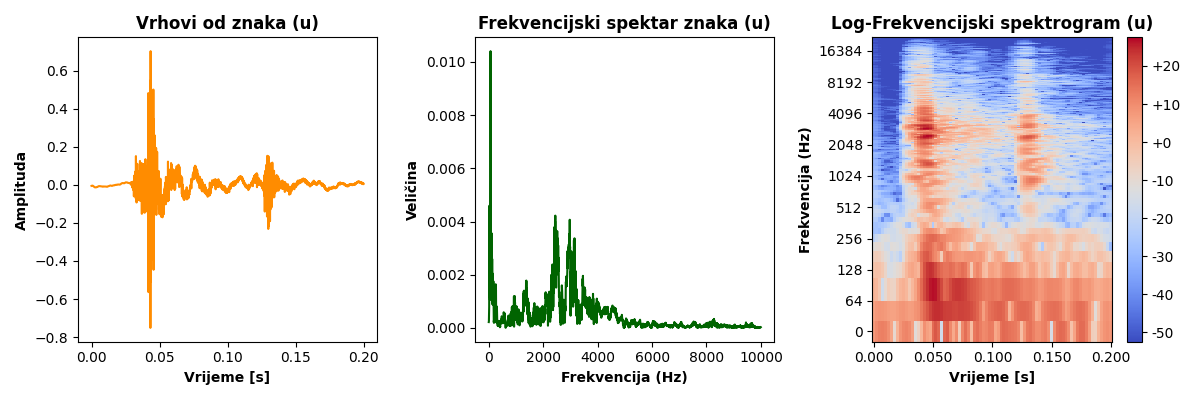 Vrhovi od znaka (u)
0.6
0.4
0.2
0.0
−0.2
−0.4
−0.6
−0.8
Amplituda
0.00 0.05 0.10 0.15 0.20
Vrijeme [s]
Frekvencijski spektar znaka (u)
0.010
0.008
0.006
0.004
0.002
0.000
Veličina
0 2000 4000 6000 8000 10000
Frekvencija (Hz)
Log-Frekvencijski spektrogram (u)
16384
8192
4096
2048
1024
512
256
128
64
0
Frekvencija (Hz)
0.000 0.050 0.100 0.150 0.200
Vrijeme [s]
+20
+10
+0
-10
-20
-30
-40
-50